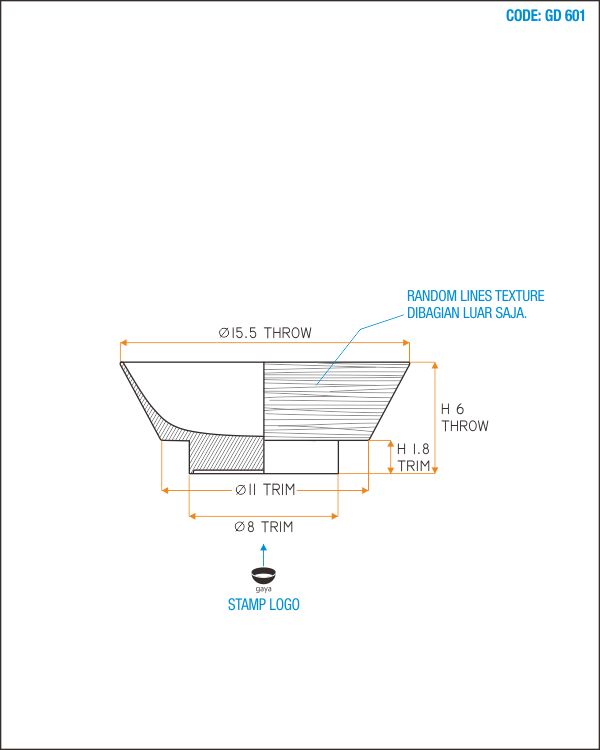 CODE: GD 601
RANDOM LINES TEXTURE
DIBAGIAN LUAR SAJA.
Ø15.5 THROW
H 6
THROW
H 1.8
TRIM
Ø11 TRIM
Ø8 TRIM
gaya
STAMP LOGO